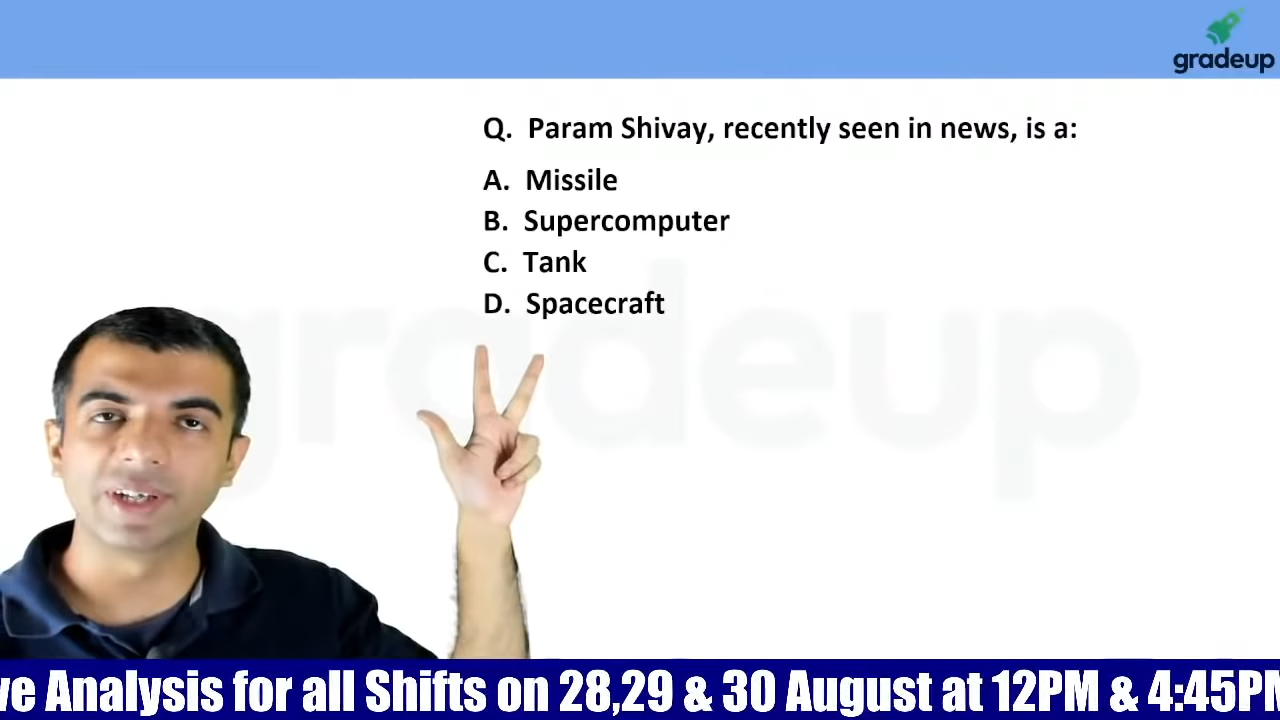 gradeup
Q. Param Shivay, recently seen in news, is a:
A. Missile
B. Supercomputer
C. Tank
D. Spacecraft
gradeup
ve Analysis for all Shifts on 28,29 & 30 August at 12PM & 4:45PM